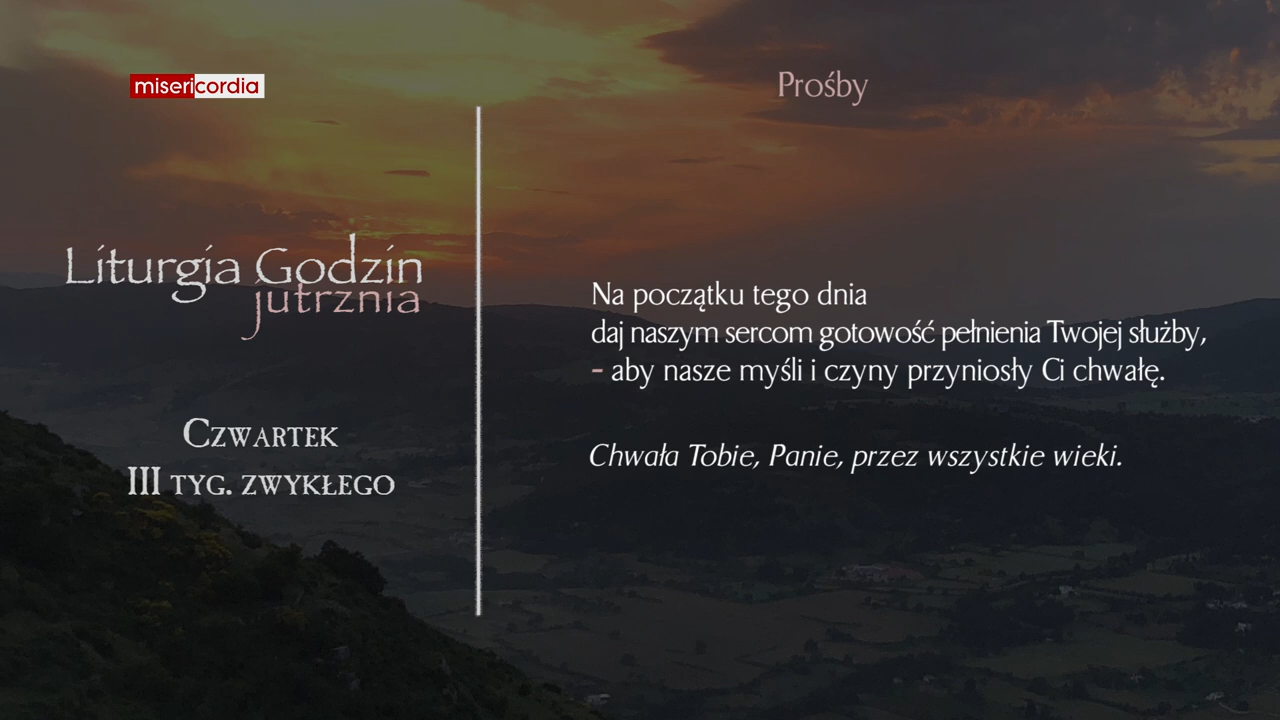 misericordia
Liturgia Godzin
jutrznia
Czwartek
III tyg. zwykłego
Prośby
Na początku tego dnia
daj naszym sercom gotowość pełnienia Twojej służby,
- aby nasze myśli i czyny przyniosły Ci chwałę.
Chwała Tobie, Panie, przez wszystkie wieki.